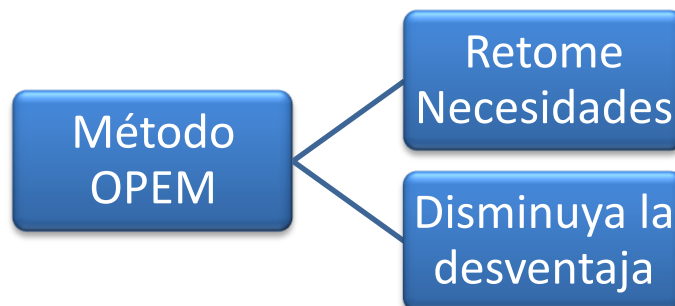 Método
OPEM
Retome
Necesidades
Disminuya la
desventaja